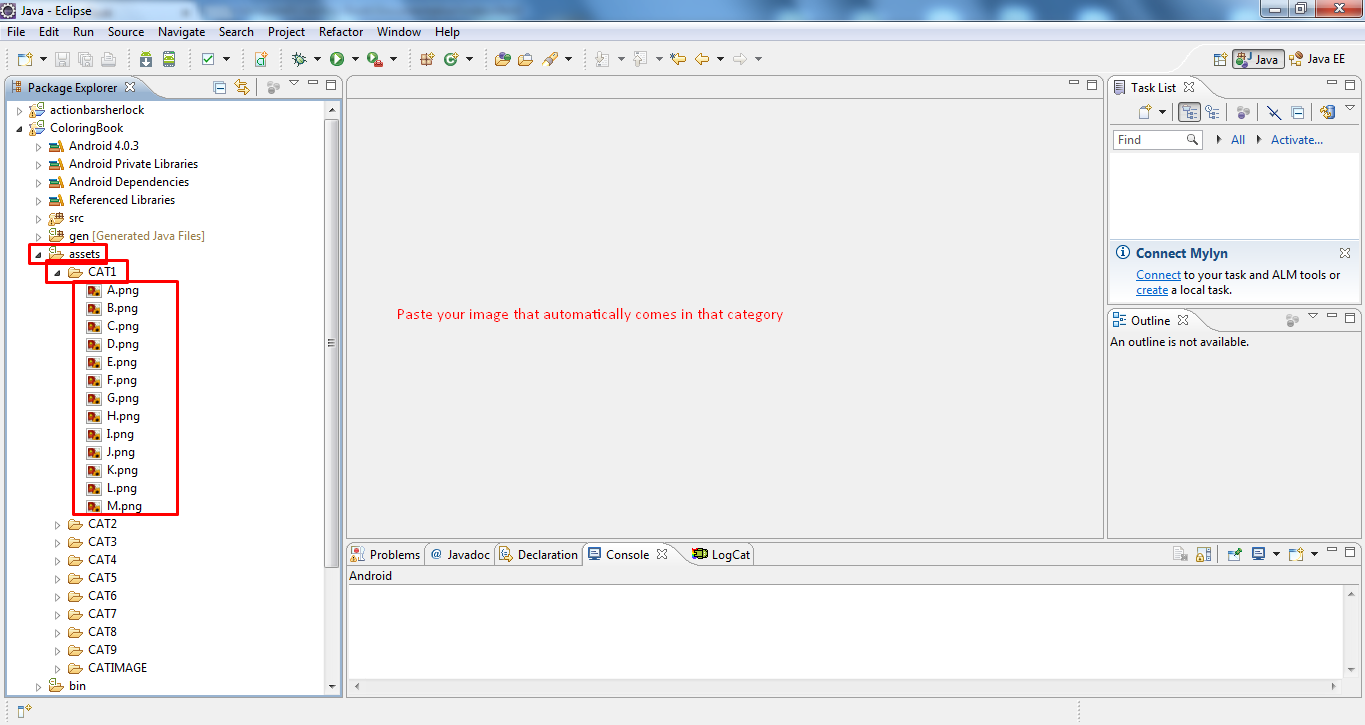 Java - Eclipse
File Edit Run Source Navigate Search Project Refactor Window Help
Java Java EE
Package Explorer
actionbarsherlock
ColoringBook
Android 4.0.3
Android Private Libraries
Android Dependencies
Referenced Libraries
src
gen [Generated Java Files]
assets
CAT1
A.png
B.png
C.png
D.png
E.png
F.png
G.png
H.png
I.png
J.png
K.png
L.png
M.png
CAT2
CAT3
CAT4
CAT5
CAT6
CAT7
CAT8
CAT9
CATIMAGE
bin
Paste your image that automatically comes in that category
Problems @ Javadoc Declaration Console LogCat
Android
Task List
Find All Activate...
Connect Mylyn
Connect to your task and ALM tools or
create a local task.
Outline
An outline is not available.